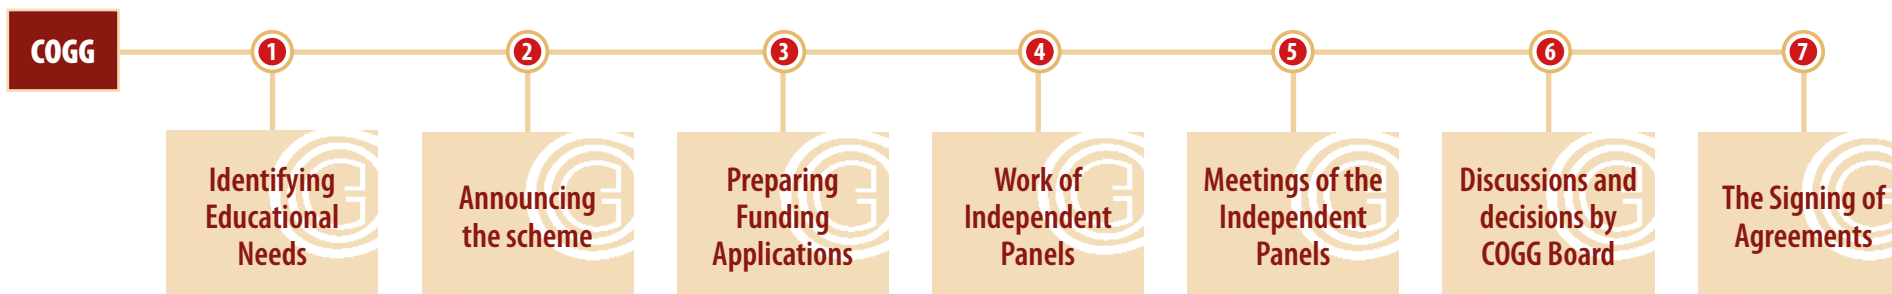 COGG
1
2
3
4
5
6
7
Identifying
Educational
Needs
Announcing
the scheme
Preparing
Funding
Applications
Work of
Independent
Panels
Meetings of the
Independent
Panels
Discussions and
decisions by
COGG Board
The Signing of
Agreements